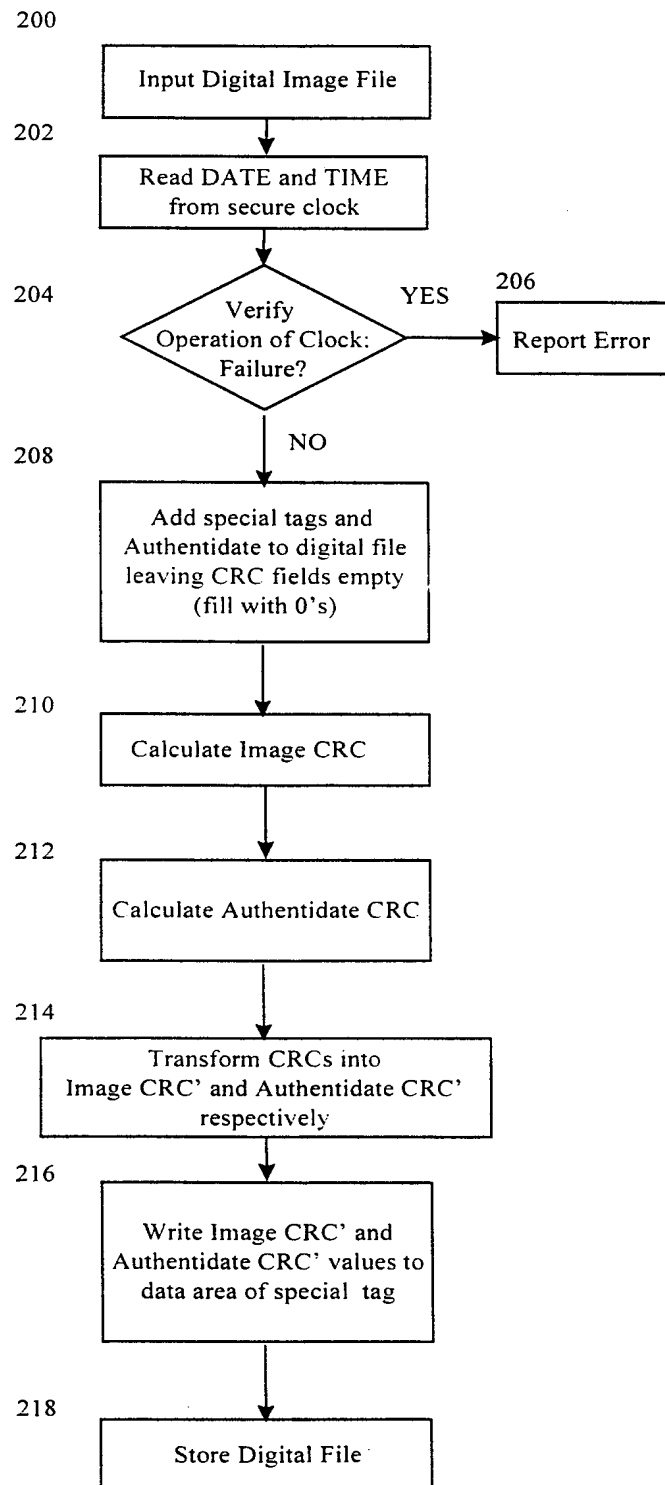 200
Input Digital Image File
202
Read DATE and TIME
from secure clock
204
Verify
Operation of Clock:
Failure?
YES
206
Report Error
NO
208
Add special tags and
Authentidate to digital file
leaving CRC fields empty
(fill with 0's)
210
Calculate Image CRC
212
Calculate Authentidate CRC
214
Transform CRCs into
Image CRC' and Authentidate CRC'
respectively
216
Write Image CRC' and
Authentidate CRC' values to
data area of special tag
218
Store Digital File